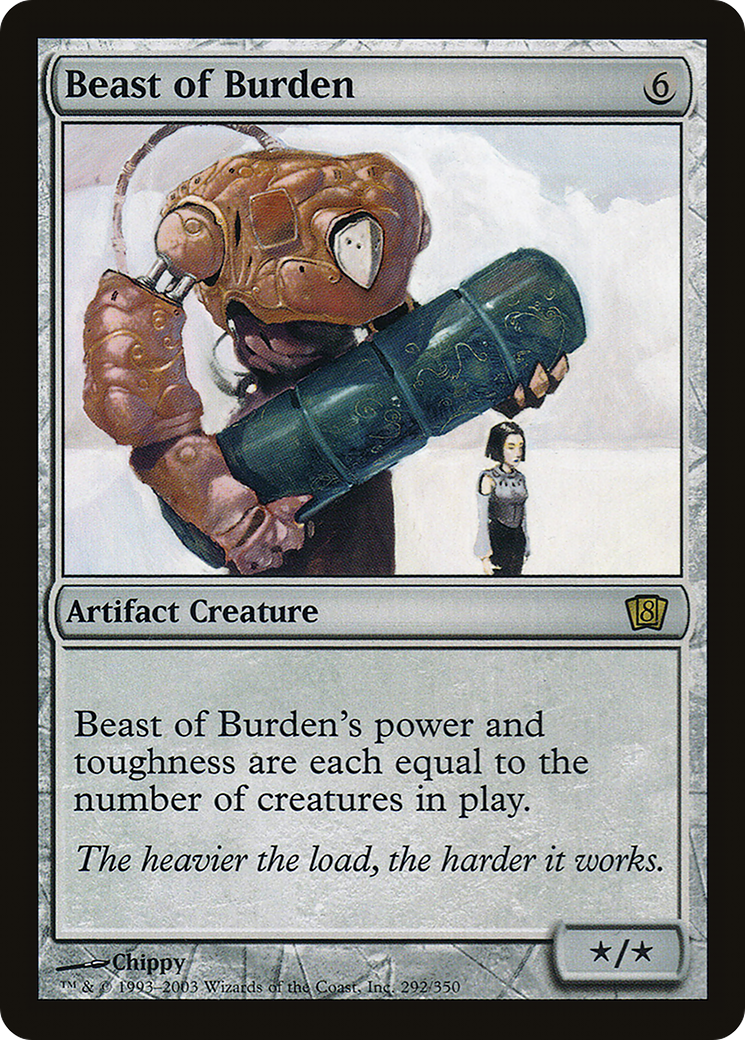 Beast of Burden 6
Artifact Creature 8
Beast of Burden's power and
toughness are each equal to the
number of creatures in play.
The heavier the load, the harder it works.
★/★
Chippy
™ & © 1993–2003 Wizards of the Coast, Inc. 292/350